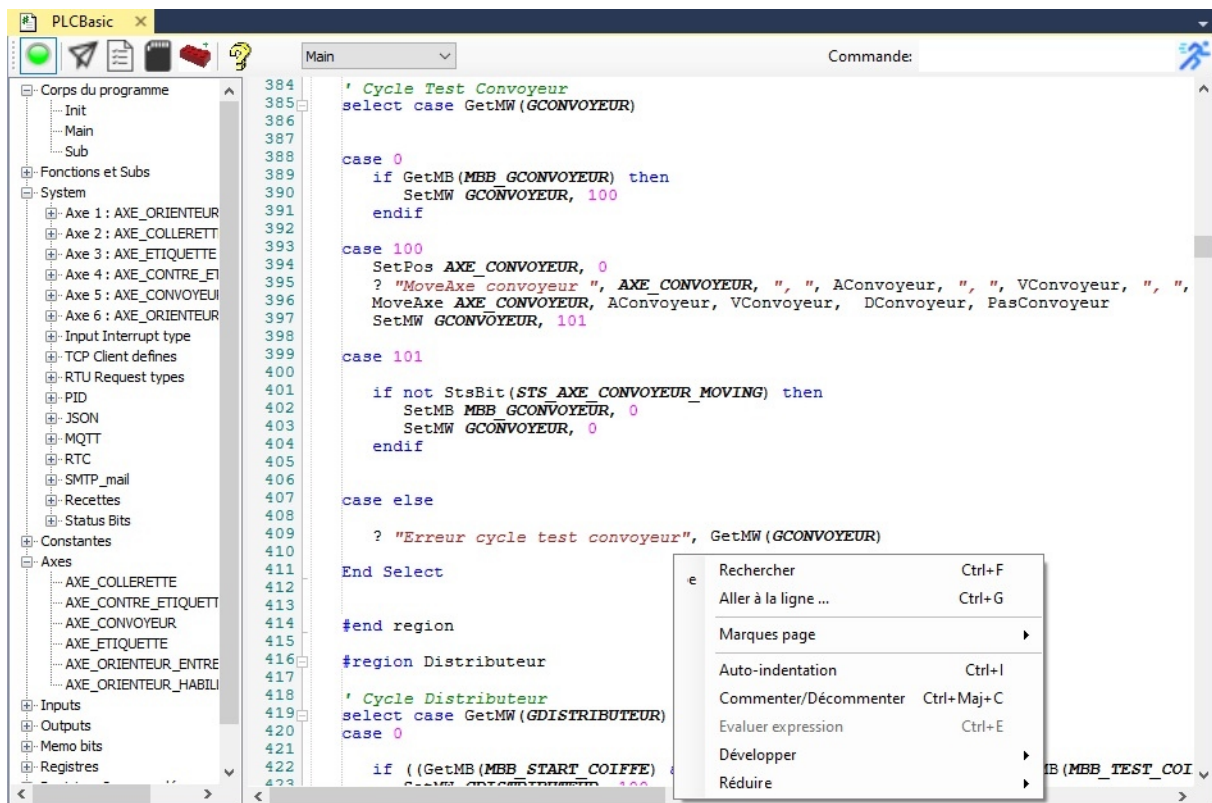 PLCBasic
Main
Commande:
Corps du programme
Init
Main
Sub
Fonctions et Subs
System
Axe 1 : AXE_ORIENTEUR
Axe 2 : AXE_COLLERETT
Axe 3 : AXE_ETIQUETTE
Axe 4 : AXE_CONTRE_ET
Axe 5 : AXE_CONVOYEUI
Axe 6 : AXE_ORIENTEUR
Input Interrupt type
TCP Client defines
RTU Request types
PID
JSON
MQTT
RTC
SMTP_mail
Recettes
Status Bits
Constantes
Axes
AXE_COLLERETTE
AXE_CONTRE_ETIQUETT
AXE_CONVOYEUR
AXE_ETIQUETTE
AXE_ORIENTEUR_ENTRE
AXE_ORIENTEUR_HABILI
Inputs
Outputs
Memo bits
Registres
384 ' Cycle Test Convoyeur
385 select case GetMW(GCONVOYEUR)
386
387
388 case 0
389 if GetMB(MBB_GCONVOYEUR) then
390 SetMW GCONVOYEUR, 100
391 endif
392
393 case 100
394 SetPos AXE_CONVOYEUR, 0
395 ? "MoveAxe convoyeur ", AXE_CONVOYEUR, ", ", AConvoyeur, ", ", VConvoyeur, ", ",
396 MoveAxe AXE_CONVOYEUR, AConvoyeur, VConvoyeur, DConvoyeur, PasConvoyeur
397 SetMW GCONVOYEUR, 101
398
399 case 101
400
401 if not StsBit(STS_AXE_CONVOYEUR_MOVING) then
402 SetMB MBB_GCONVOYEUR, 0
403 SetMW GCONVOYEUR, 0
404 endif
405
406
407 case else
408
409 ? "Erreur cycle test convoyeur", GetMW(GCONVOYEUR)
410
411 End Select
412
413
414 #end region
415
416 #region Distributeur
417
418 ' Cycle Distributeur
419 select case GetMW(GDISTRIBUTEUR)
420 case 0
421
422 if ((GetMB(MBB_START_COIFFE) MB(MBB_TEST_COI
423 SetMW GDISTRIBUTEUR, 100
e
Rechercher Ctrl+F
Aller à la ligne ... Ctrl+G
Marques page
Auto-indentation Ctrl+I
Commenter/Décommenter Ctrl+Maj+C
Evaluer expression Ctrl+E
Développer
Réduire